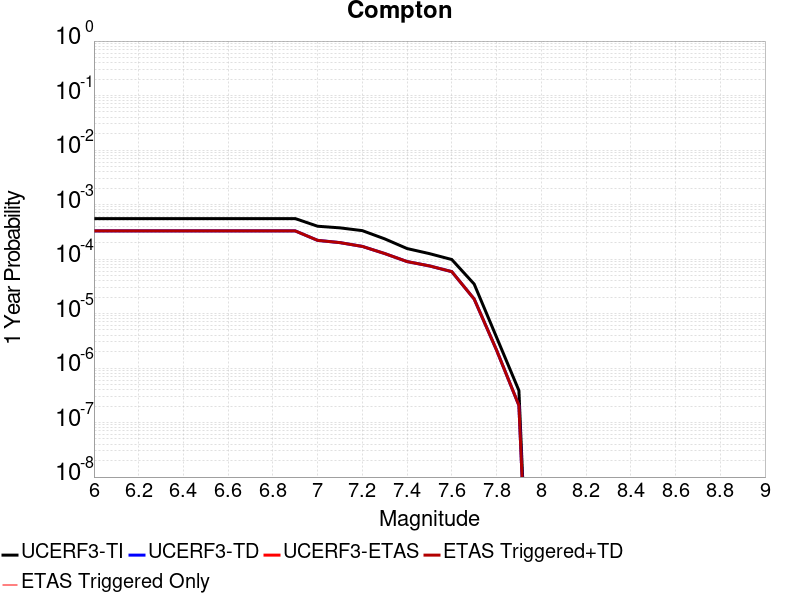 Compton
10^0
10^-1
10^-2
10^-3
10^-4
10^-5
10^-6
10^-7
10^-8
1 Year Probability
6 6.2 6.4 6.6 6.8 7 7.2 7.4 7.6 7.8 8 8.2 8.4 8.6 8.8 9
Magnitude
UCERF3-TI UCERF3-TD UCERF3-ETAS ETAS Triggered+TD
ETAS Triggered Only